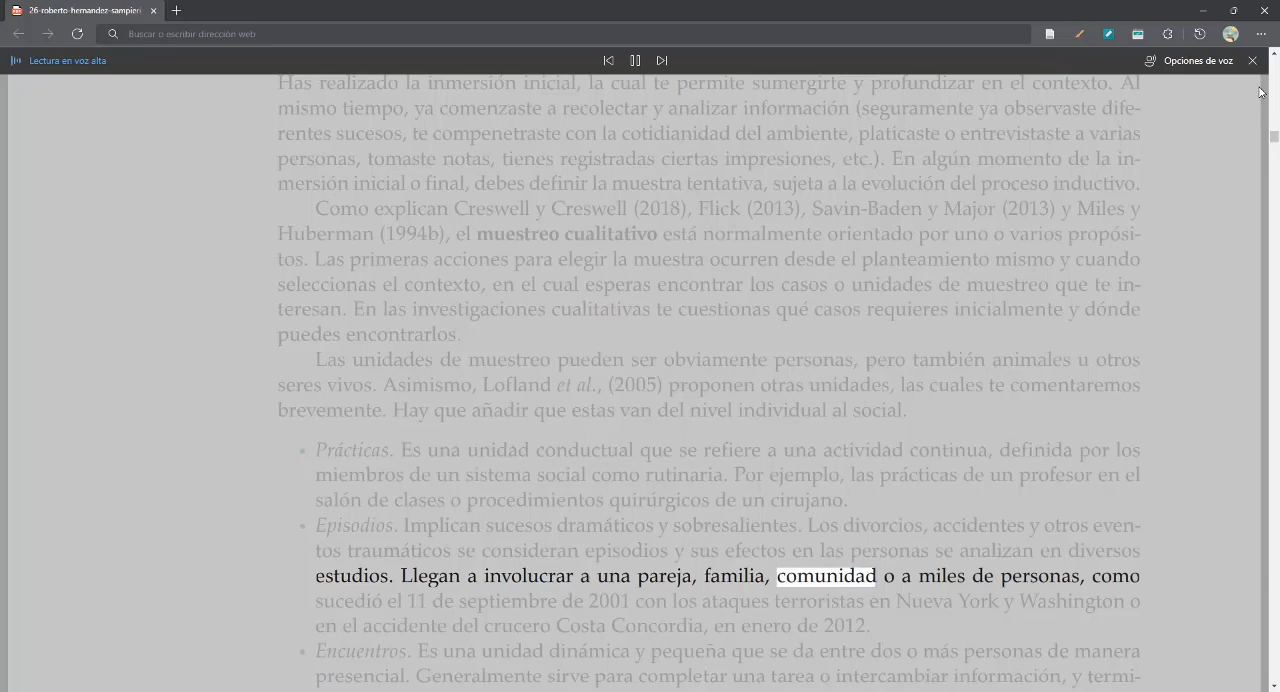 26-roberto-hernandez-sampieri
Buscar o escribir dirección web
Lectura en voz alta
Opciones de voz
Has realizado la inmersión inicial, la cual te permite sumergirte y profundizar en el contexto. Al
mismo tiempo, ya comenzaste a recolectar y analizar información (seguramente ya observaste dife-
rentes sucesos, te compenetraste con la cotidianidad del ambiente, platicaste o entrevistaste a varias
personas, tomaste notas, tienes registradas ciertas impresiones, etc.). En algún momento de la in-
mersión inicial o final, debes definir la muestra tentativa, sujeta a la evolución del proceso inductivo.
Como explican Creswell y Creswell (2018), Flick (2013), Savin-Baden y Major (2013) y Miles y
Huberman (1994b), el muestreo cualitativo está normalmente orientado por uno o varios propósi-
tos. Las primeras acciones para elegir la muestra ocurren desde el planteamiento mismo y cuando
seleccionas el contexto, en el cual esperas encontrar los casos o unidades de muestreo que te in-
teresan. En las investigaciones cualitativas te cuestionas qué casos requieres inicialmente y dónde
puedes encontrarlos.
Las unidades de muestreo pueden ser obviamente personas, pero también animales u otros
seres vivos. Asimismo, Lofland et al., (2005) proponen otras unidades, las cuales te comentaremos
brevemente. Hay que añadir que estas van del nivel individual al social.
• Prácticas. Es una unidad conductual que se refiere a una actividad continua, definida por los
miembros de un sistema social como rutinaria. Por ejemplo, las prácticas de un profesor en el
salón de clases o procedimientos quirúrgicos de un cirujano.
• Episodios. Implican sucesos dramáticos y sobresalientes. Los divorcios, accidentes y otros even-
tos traumáticos se consideran episodios y sus efectos en las personas se analizan en diversos
estudios. Llegan a involucrar a una pareja, familia, comunidad o a miles de personas, como
sucedió el 11 de septiembre de 2001 con los ataques terroristas en Nueva York y Washington o
en el accidente del crucero Costa Concordia, en enero de 2012.
• Encuentros. Es una unidad dinámica y pequeña que se da entre dos o más personas de manera
presencial. Generalmente sirve para completar una tarea o intercambiar información, y termi-